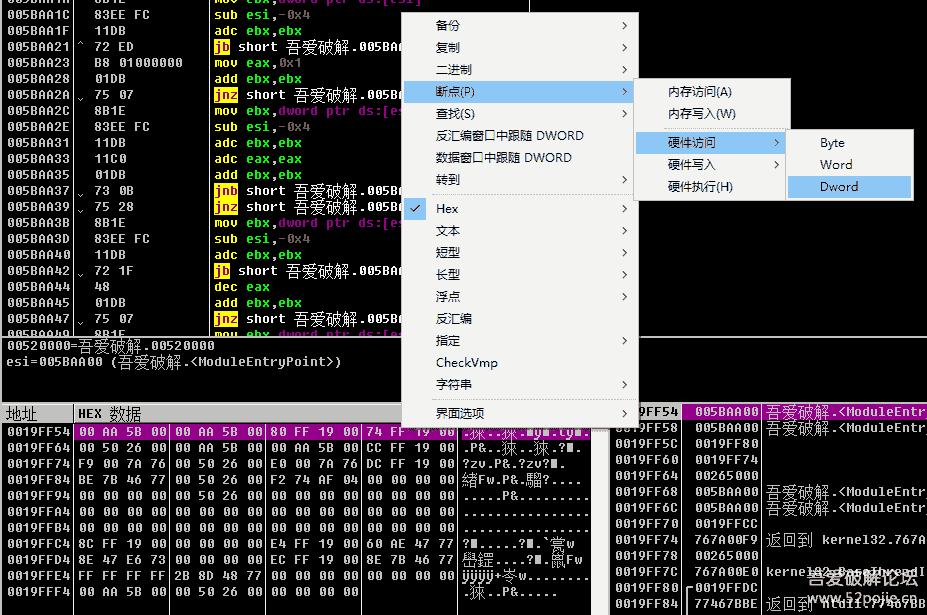 005BAA1C 83EE FC sub esi,-0x4
005BAA1F 11DB adc ebx,ebx
005BAA21 72 ED jb short 吾爱破解.005BAA
005BAA23 B8 01000000 mov eax,0x1
005BAA28 01DB add ebx,ebx
005BAA2A 75 07 jnz short 吾爱破解.005BAA
005BAA2C 8B1E mov ebx,dword ptr ds:[es
005BAA2E 83EE FC sub esi,-0x4
005BAA31 11DB adc ebx,ebx
005BAA33 11C0 adc eax,eax
005BAA35 01DB add ebx,ebx
005BAA37 73 0B jnb short 吾爱破解.005BAA
005BAA39 75 28 jnz short 吾爱破解.005BAA
005BAA3B 8B1E mov ebx,dword ptr ds:[es
005BAA3D 83EE FC sub esi,-0x4
005BAA40 11DB adc ebx,ebx
005BAA42 72 1F jb short 吾爱破解.005BAA
005BAA44 48 dec eax
005BAA45 01DB add ebx,ebx
005BAA47 75 07 jnz short 吾爱破解.005BAA
005BAA49 8B1E mov ebx,dword ptr ds:[es
00520000=吾爱破解.00520000
esi=005BAA00 (吾爱破解.<ModuleEntryPoint>)
备份
复制
二进制
断点(P)
查找(S)
反汇编窗口中跟随 DWORD
数据窗口中跟随 DWORD
转到
Hex
文本
短型
长型
浮点
反汇编
指定
CheckVmp
字符串
界面选项
内存访问(A)
内存写入(W)
硬件访问
硬件写入
硬件执行(H)
Byte
Word
Dword
地址 HEX 数据
0019FF54 00 AA 5B 00 00 AA 5B 00 80 FF 19 00 74 FF 19 00
0019FF64 00 50 26 00 00 AA 5B 00 00 AA 5B 00 CC FF 19 00
0019FF74 F9 00 7A 76 00 50 26 00 E0 00 7A 76 DC FF 19 00
0019FF84 BE 7B 46 77 00 50 26 00 F2 74 AF 04 00 00 00 00
0019FF94 00 00 00 00 00 50 26 00 00 00 00 00 00 00 00 00
0019FFA4 00 00 00 00 00 00 00 00 00 00 00 00 00 00 00 00
0019FFB4 00 00 00 00 00 00 00 00 00 00 00 00 00 00 00 00
0019FFC4 8C FF 19 00 00 00 00 00 E4 FF 19 00 60 AE 47 77
0019FFD4 8E 47 E6 73 00 00 00 00 EC FF 19 00 8E 7B 46 77
0019FFE4 FF FF FF FF 2B 8D 48 77 00 00 00 00 00 00 00 00
0019FFF4 00 AA 5B 00 00 50 26 00 00 00 00 00
19FF54 005BAA00 吾爱破解.<ModuleEntry
0019FF58 005BAA00 吾爱破解.<ModuleEntry
0019FF5C 0019FF80
0019FF60 0019FF74
0019FF64 00265000
0019FF68 005BAA00 吾爱破解.<ModuleEntr
0019FF6C 005BAA00 吾爱破解.<ModuleEntr
0019FF70 0019FFCC
0019FF74 767A00F9 返回到 kernel32.767A
0019FF78 00265000
0019FF7C 767A00E0 kernel32.BaseThreadI
0019FF80 0019FFDC
0019FF84 77467BBE 返回到 ntdll.77467BB
吾爱破解论坛
www.52pojie.cn